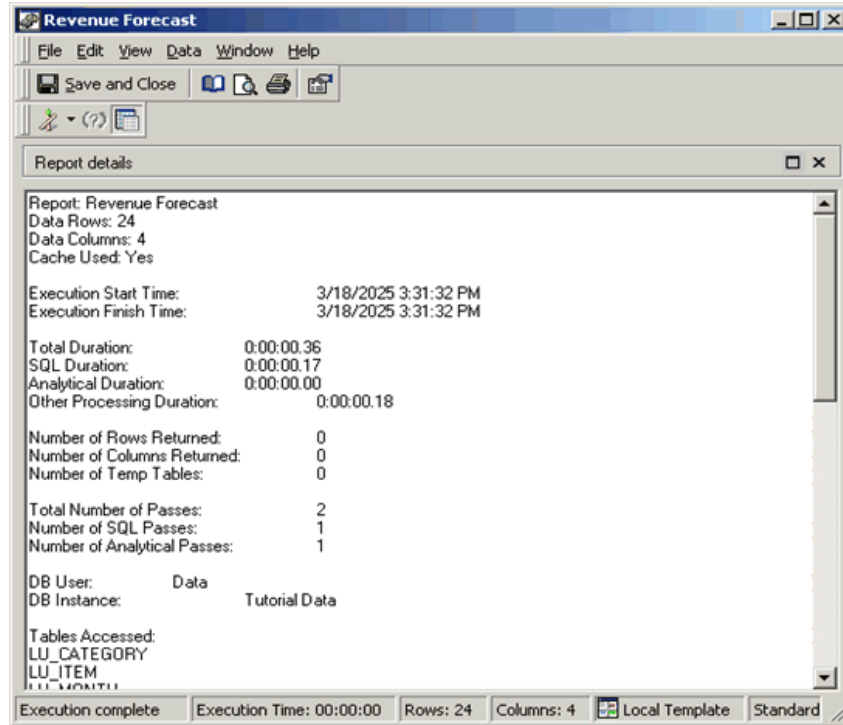 Revenue Forecast
File Edit View Data Window Help
Save and Close
(?)
Report details
Report: Revenue Forecast
Data Rows: 24
Data Columns: 4
Cache Used: Yes
Execution Start Time: 3/18/2025 3:31:32 PM
Execution Finish Time: 3/18/2025 3:31:32 PM
Total Duration: 0:00:00.36
SQL Duration: 0:00:00.17
Analytical Duration: 0:00:00.00
Other Processing Duration: 0:00:00.18
Number of Rows Returned: 0
Number of Columns Returned: 0
Number of Temp Tables: 0
Total Number of Passes: 2
Number of SQL Passes: 1
Number of Analytical Passes: 1
DB User: Data
DB Instance: Tutorial Data
Tables Accessed:
LU_CATEGORY
LU_ITEM
LU_MONTH
Execution complete Execution Time: 00:00:00 Rows: 24 Columns: 4 Local Template Standard